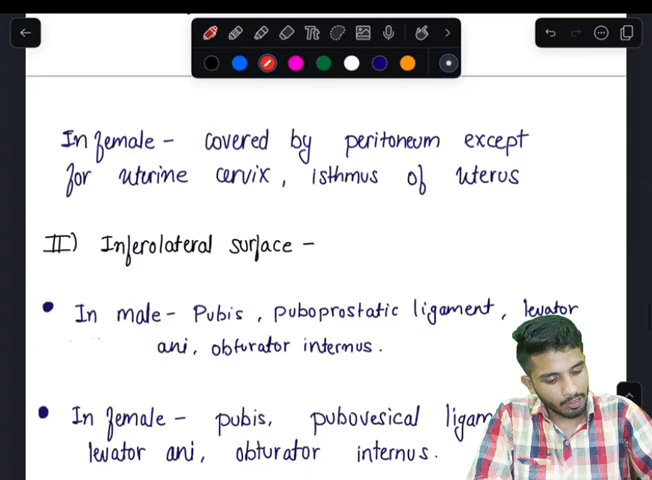 In female - covered by peritoneum except
for uterine cervix, isthmus of uterus
II) Inferolateral surface -
• In male - Pubis, puboprostatic ligament, levator
ani, obturator internus.
• In female - pubis, pubovesical
levator ani, obturator internus.